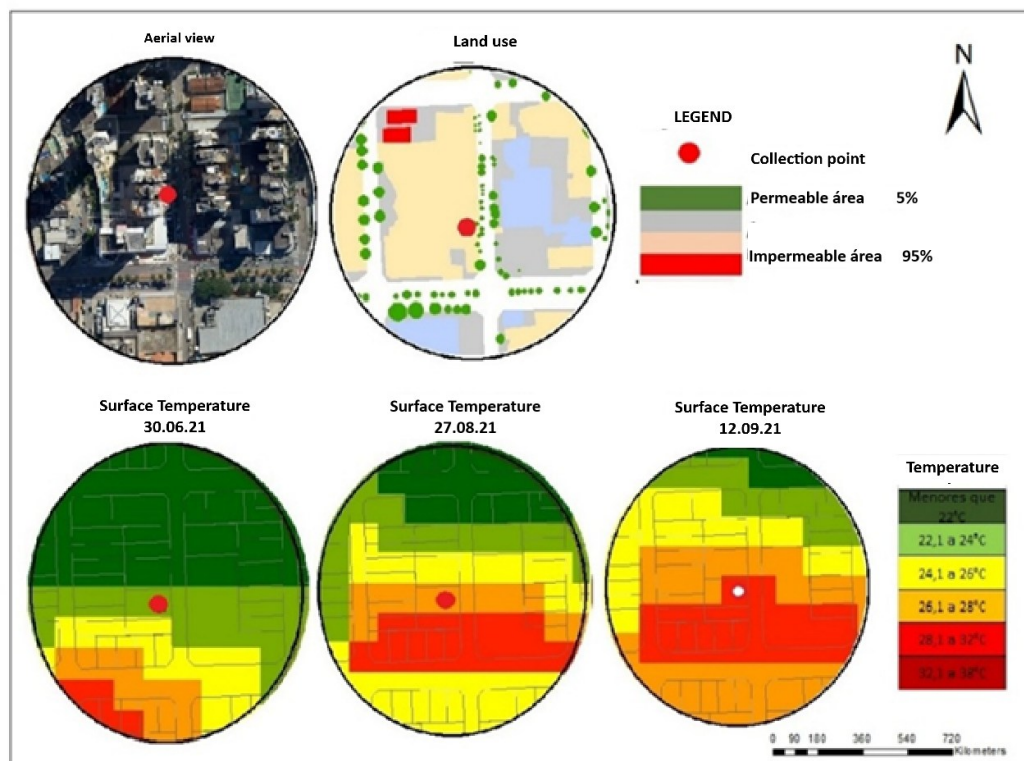 Aerial view
Land use
N
LEGEND
Collection point
Permeable área 5%
Impermeable área 95%
Surface Temperature
30.06.21
Surface Temperature
27.08.21
Surface Temperature
12.09.21
Temperature
Menores que
22°C
22,1 a 24°C
24,1 a 26°C
26,1 a 28°C
28,1 a 32°C
32,1 a 38°C
0 90 180 360 540 720
Kilometers